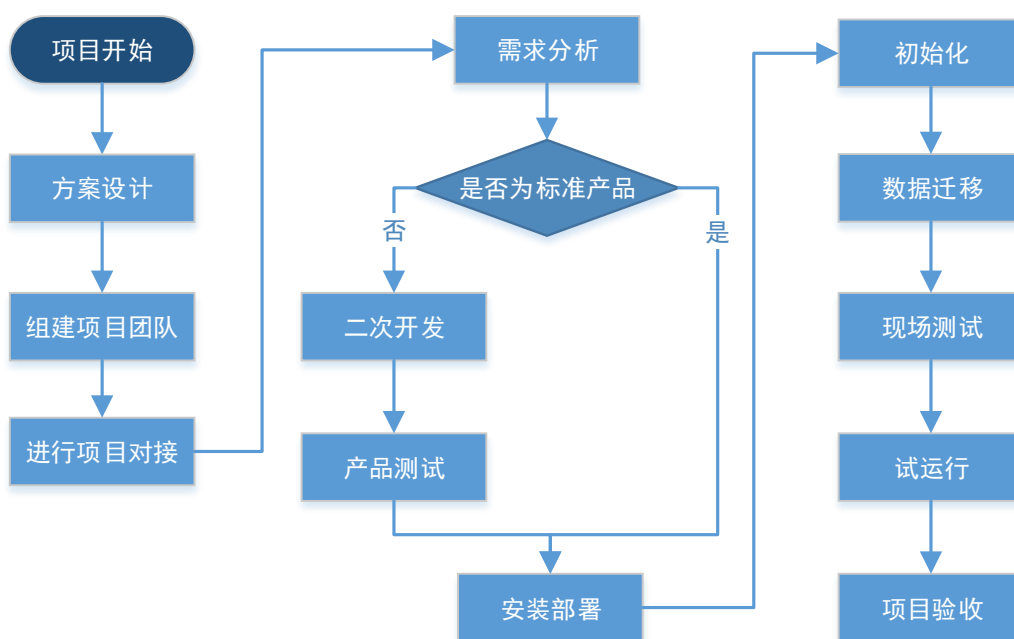 项目开始
方案设计
组建项目团队
进行项目对接
需求分析
是否为标准产品
否
是
二次开发
产品测试
安装部署
初始化
数据迁移
现场测试
试运行
项目验收